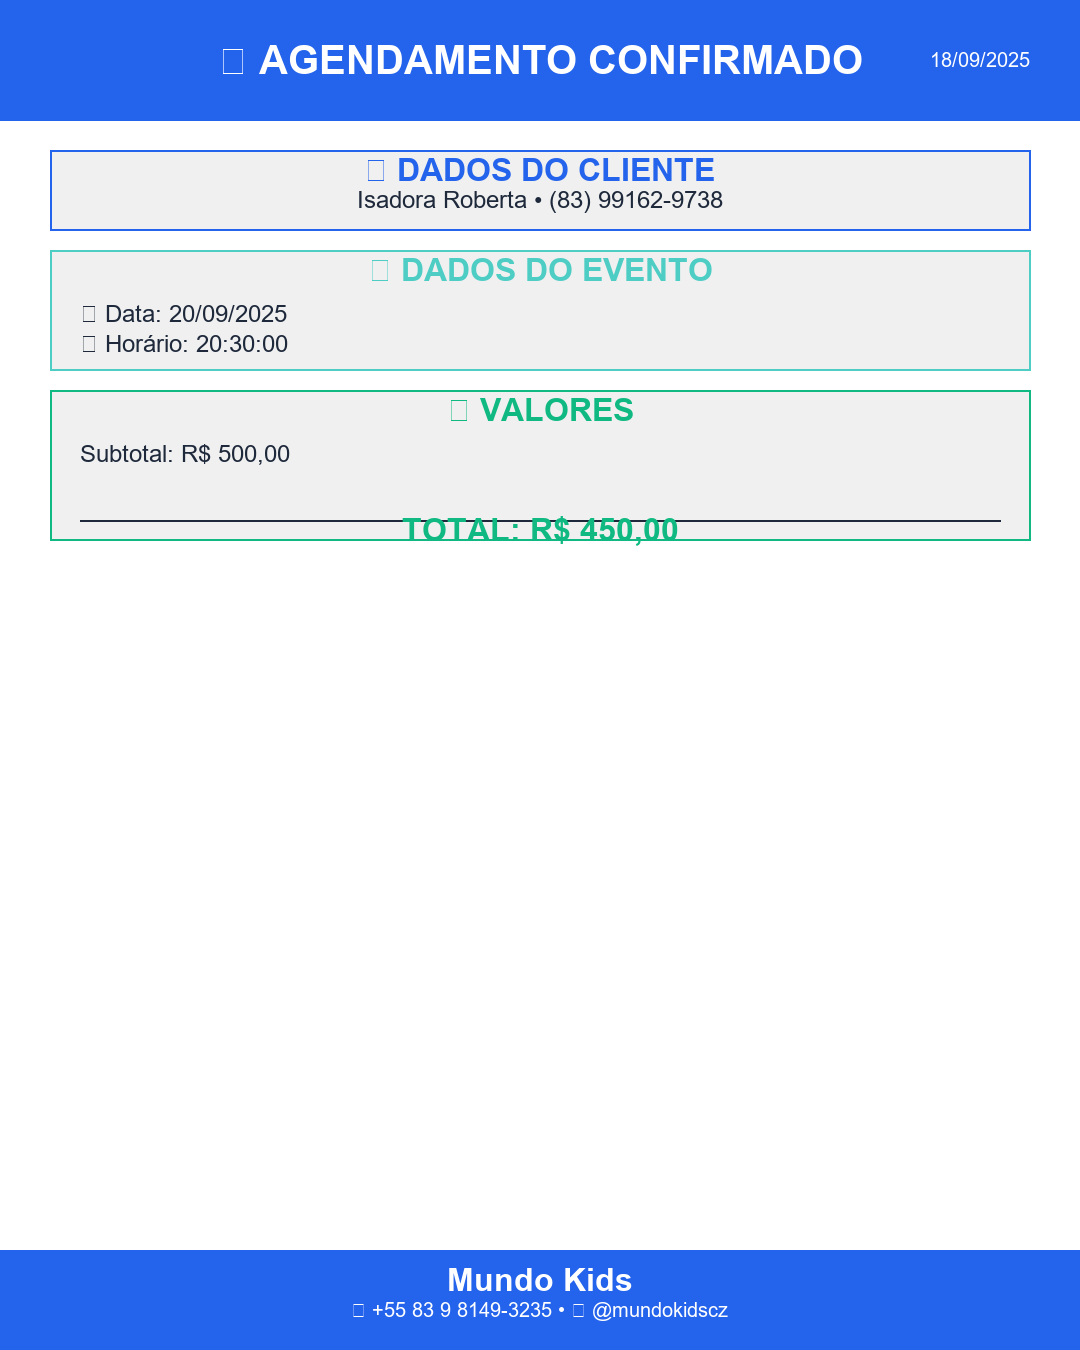 AGENDAMENTO CONFIRMADO
18/09/2025
DADOS DO CLIENTE
Isadora Roberta • (83) 99162-9738
DADOS DO EVENTO
Data: 20/09/2025
Horário: 20:30:00
VALORES
Subtotal: R$ 500,00
TOTAL: R$ 450,00
Mundo Kids
+55 83 9 8149-3235 • @mundokidscz